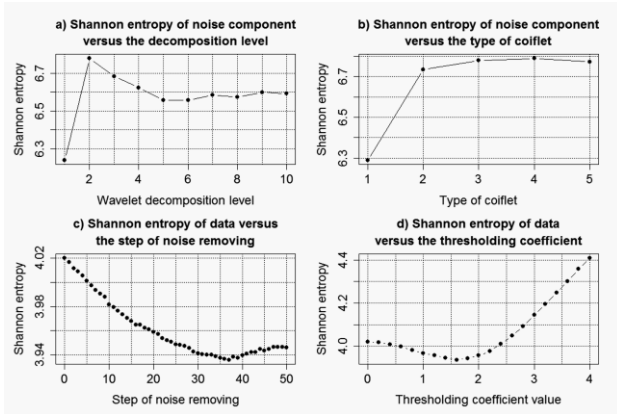 a) Shannon entropy of noise component
versus the decomposition level
Shannon entropy
6.7
6.5
6.3
2 4 6 8 10
Wavelet decomposition level
b) Shannon entropy of noise component
versus the type of coiflet
Shannon entropy
6.7
6.5
6.3
1 2 3 4 5
Type of coiflet
c) Shannon entropy of data versus
the step of noise removing
Shannon entropy
4.02
3.98
3.94
0 10 20 30 40 50
Step of noise removing
d) Shannon entropy of data
versus the thresholding coefficient
Shannon entropy
4.4
4.2
4.0
0 1 2 3 4
Thresholding coefficient value